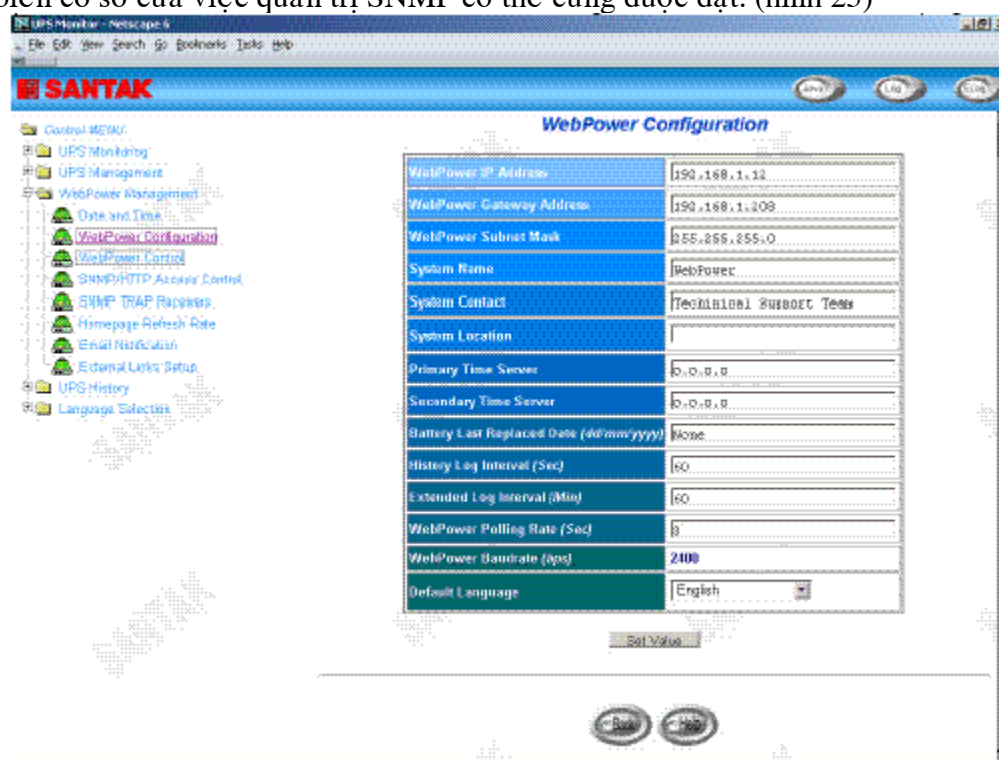 biến cơ sở của việc quản trị SNMP có thể cũng được đặt. (hình 25)
UPS Monitor - Netscape 6
File Edit View Search Go Bookmarks Tasks Help
SANTAK
Log
Control MENU
UPS Monitoring
UPS Management
WebPower Management
Date and Time
WebPower Configuration
WebPower Control
SNMP/HTTP Access Control
SNMP TRAP Receivers
Homepage Refresh Rate
Email Notification
External Links Setup
UPS History
Language Selection
WebPower Configuration
WebPower IP Address 192.168.1.12
WebPower Gateway Address 192.168.1.209
WebPower Subnet Mask 255.255.255.0
System Name WebPower
System Contact Techinical Support Team
System Location
Primary Time Server 0.0.0.0
Secondary Time Server 0.0.0.0
Battery Last Replaced Date (dd/mm/yyyy) None
History Log Interval (Sec) 60
Extended Log Interval (Min) 60
WebPower Polling Rate (Sec) 3
WebPower Baudrate (bps) 2400
Default Language English
Set Value
Back Help